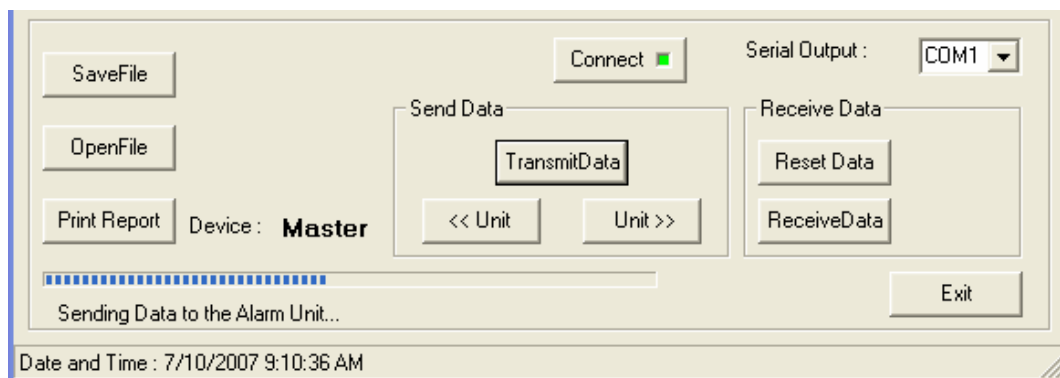 Connect
Serial Output :
COM1
SaveFile
Send Data
Receive Data
OpenFile
TransmitData
Reset Data
Print Report
Device :
Master
<< Unit
Unit >>
ReceiveData
Exit
Sending Data to the Alarm Unit...
Date and Time : 7/10/2007 9:10:36 AM